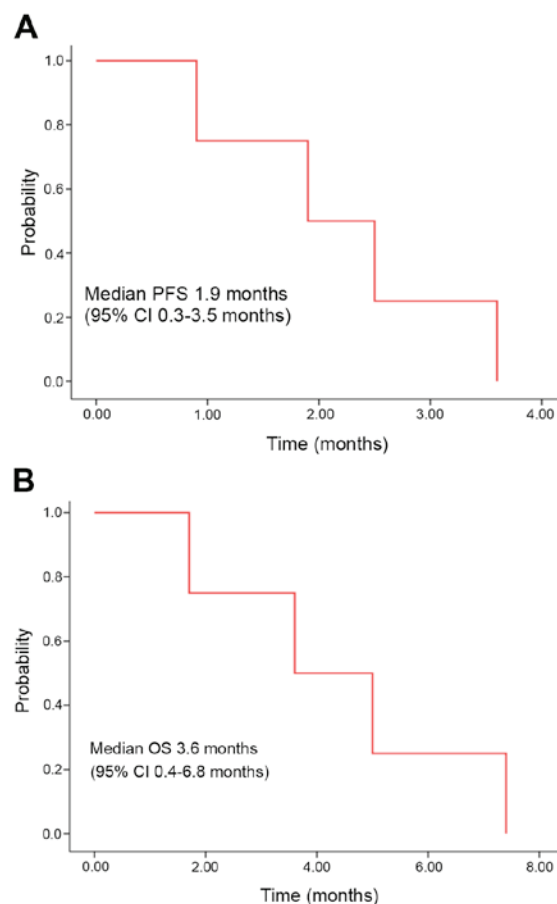 A
1.0
0.8
0.6
0.4
0.2
0.0
Probability
Median PFS 1.9 months
(95% CI 0.3-3.5 months)
0.00 1.00 2.00 3.00 4.00
Time (months)
B
1.0
0.8
0.6
0.4
0.2
0.0
Probability
Median OS 3.6 months
(95% CI 0.4-6.8 months)
0.00 2.00 4.00 6.00 8.00
Time (months)